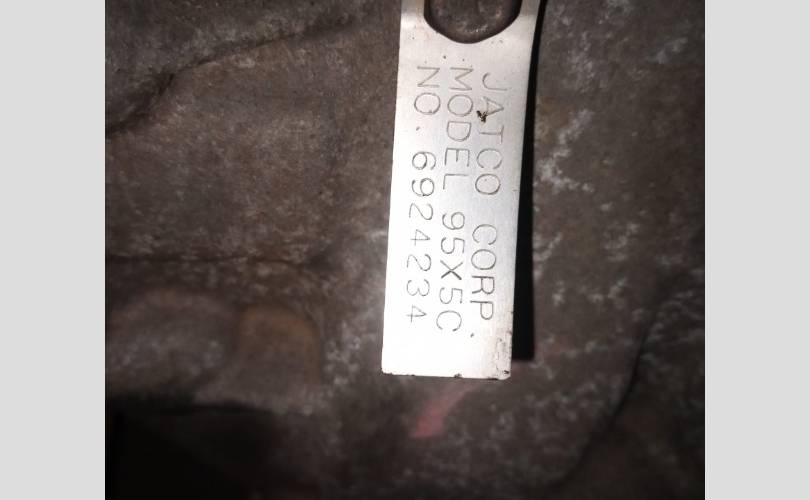 JATCO CORP.
MODEL 95X5C
NO 6924234